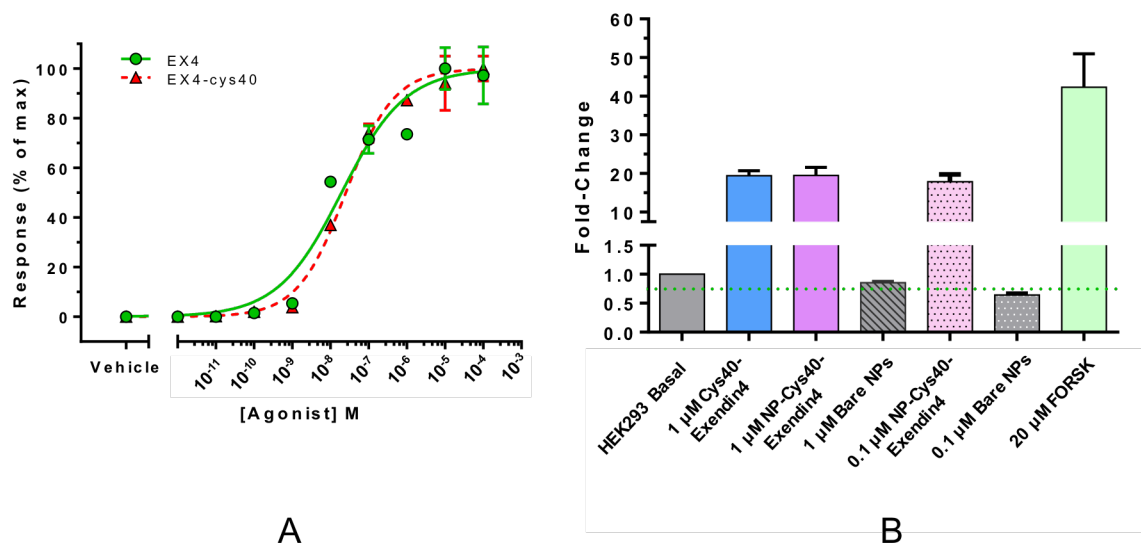 EX4
EX4-cys40
Response (% of max)
100
80
60
40
20
0
Vehicle
10-11
10-10
10-9
10-8
10-7
10-6
10-5
10-4
10-3
[Agonist] M
A
Fold-Change
60
50
40
30
20
10
1.5
1.0
0.5
0.0
HEK293 Basal
1 µM Cys40-
Exendin4
1 µM NP-Cys40-
Exendin4
1 µM Bare NPs
0.1 µM NP-Cys40-
Exendin4
0.1 µM Bare NPs
20 µM FORSK
B